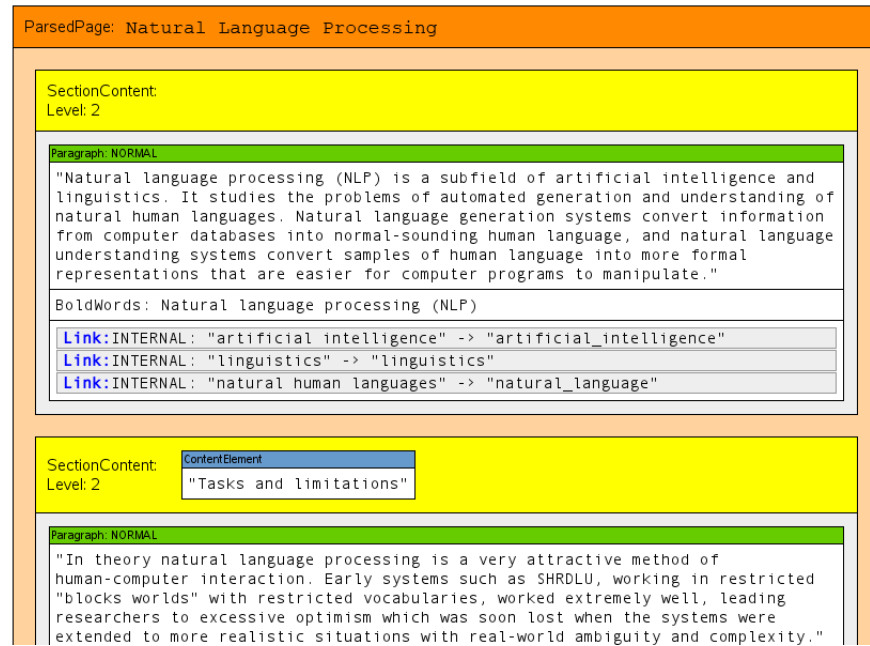 ParsedPage: Natural Language Processing
SectionContent:
Level: 2
Paragraph: NORMAL
"Natural language processing (NLP) is a subfield of artificial intelligence and
linguistics. It studies the problems of automated generation and understanding of
natural human languages. Natural language generation systems convert information
from computer databases into normal-sounding human language, and natural language
understanding systems convert samples of human language into more formal
representations that are easier for computer programs to manipulate."
BoldWords: Natural language processing (NLP)
Link:INTERNAL: "artificial intelligence" -> "artificial_intelligence"
Link:INTERNAL: "linguistics" -> "linguistics"
Link:INTERNAL: "natural human languages" -> "natural_language"
SectionContent:
Level: 2
ContentElement
"Tasks and limitations"
Paragraph: NORMAL
"In theory natural language processing is a very attractive method of
human-computer interaction. Early systems such as SHRDLU, working in restricted
"blocks worlds" with restricted vocabularies, worked extremely well, leading
researchers to excessive optimism which was soon lost when the systems were
extended to more realistic situations with real-world ambiguity and complexity."